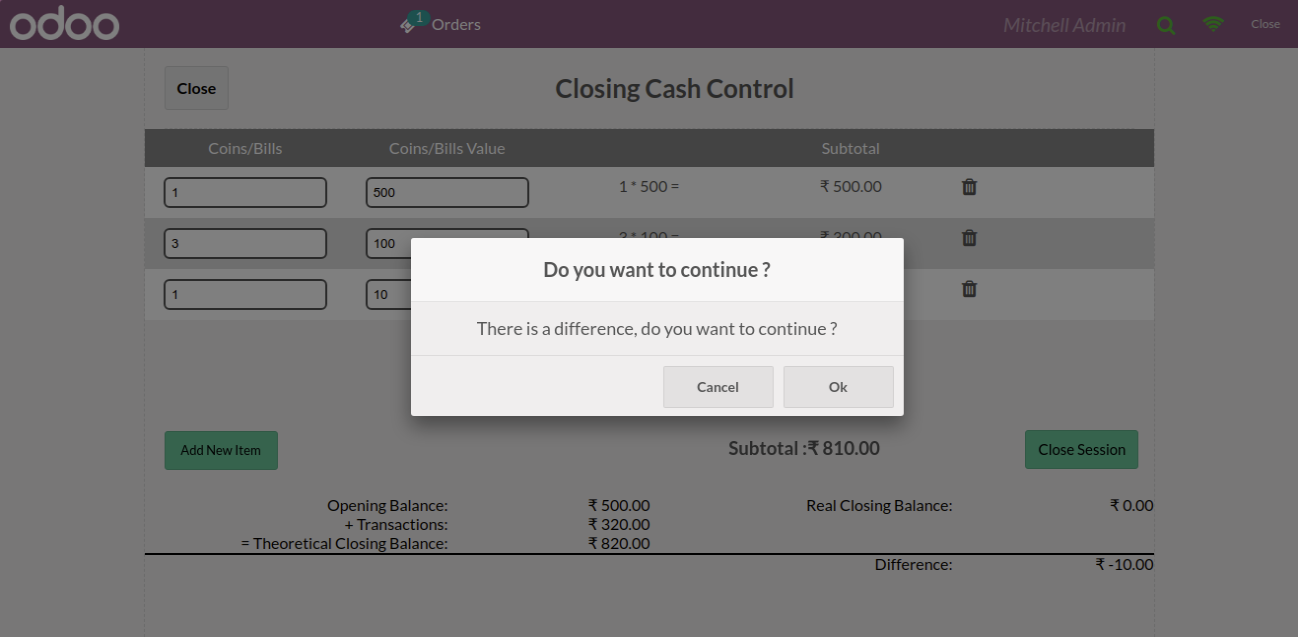 odoo
1
Orders
Mitchell Admin
Close
Close
Closing Cash Control
Coins/Bills Coins/Bills Value Subtotal
1 500 1 * 500 = ₹ 500.00
3 100 3 * 100 = ₹ 300.00
1 10
Do you want to continue ?
There is a difference, do you want to continue ?
Cancel Ok
Add New Item Subtotal :₹ 810.00 Close Session
Opening Balance: ₹ 500.00 Real Closing Balance: ₹ 0.00
+ Transactions: ₹ 320.00
= Theoretical Closing Balance: ₹ 820.00
Difference: ₹ -10.00